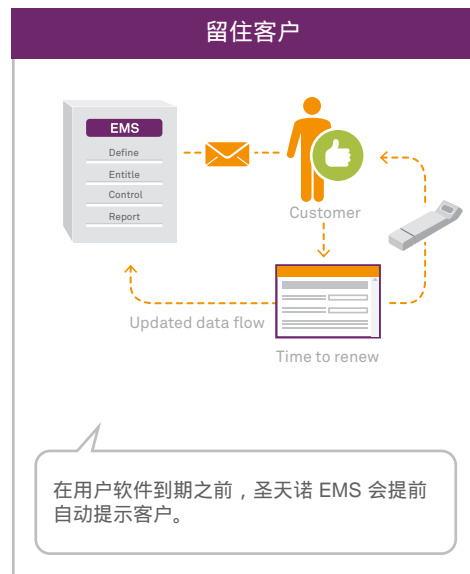 留住客户
EMS
Define
Entitle
Control
Report
Customer
Updated data flow
Time to renew
在用户软件到期之前，圣天诺 EMS 会提前
自动提示客户。